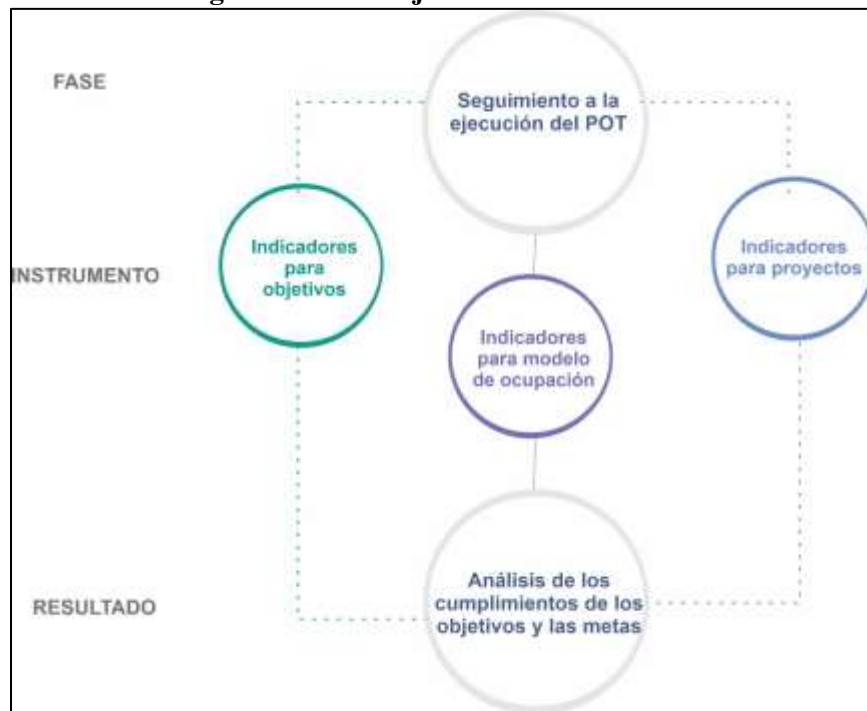 FASE
Seguimiento a la
ejecución del POT
INSTRUMENTO
Indicadores
para
objetivos
Indicadores
para modelo
de ocupación
Indicadores
para proyectos
RESULTADO
Análisis de los
cumplimientos de los
objetivos y las metas